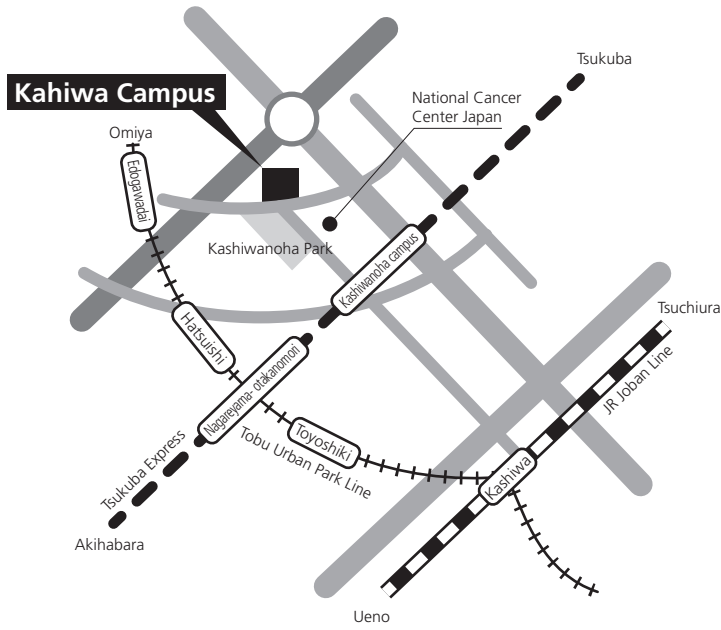 Tsukuba
Kahiwa Campus
National Cancer
Center Japan
Omiya
Edogawadai
Kashiwanoha Park
Kashiwanoha campus
Hatsuishi
Tsuchiura
Nagareyama- otakanomori
JR Joban Line
Toyoshiki
Tobu Urban Park Line
Tsukuba Express
Kashiwa
Akihabara
Ueno